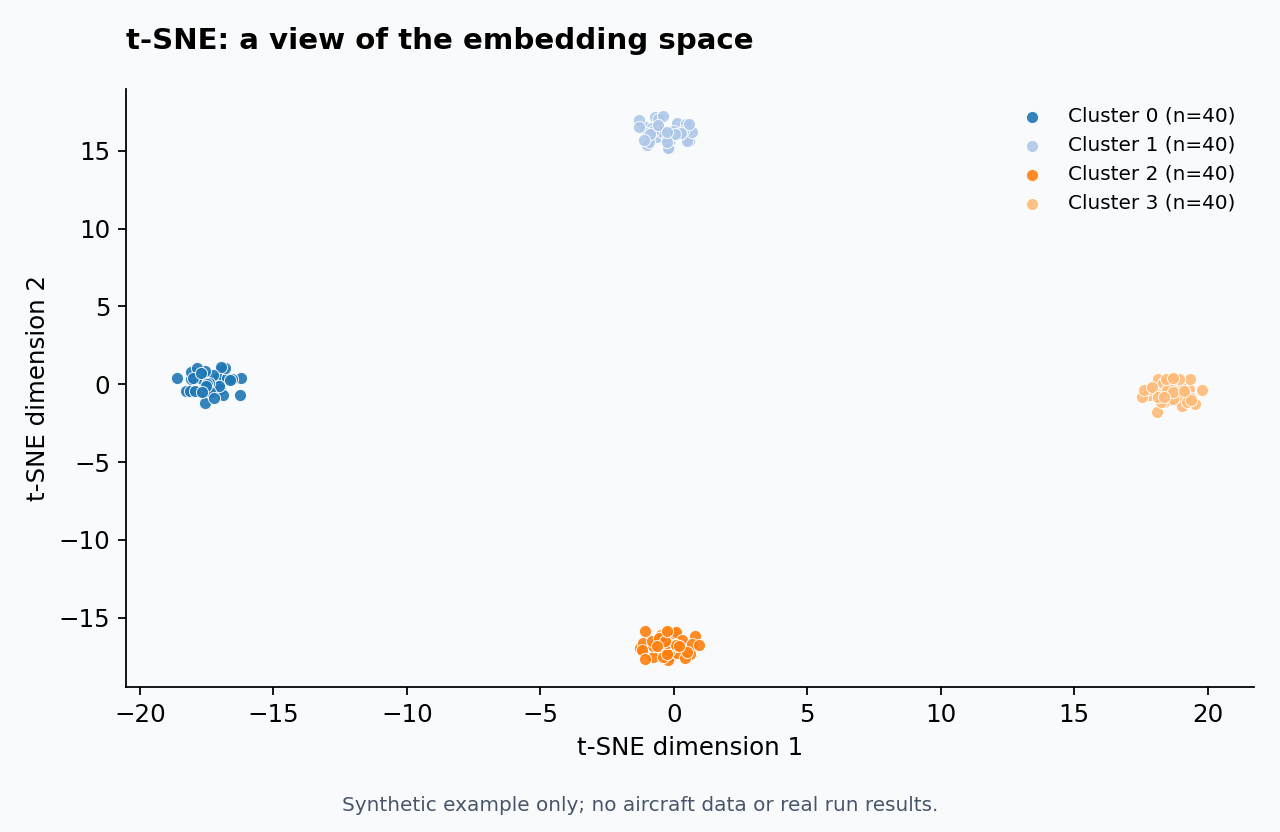 t-SNE: a view of the embedding space
Cluster 0 (n=40)
Cluster 1 (n=40)
Cluster 2 (n=40)
Cluster 3 (n=40)
t-SNE dimension 2
15
10
5
0
−5
−10
−15
−20 −15 −10 −5 0 5 10 15 20
t-SNE dimension 1
Synthetic example only; no aircraft data or real run results.